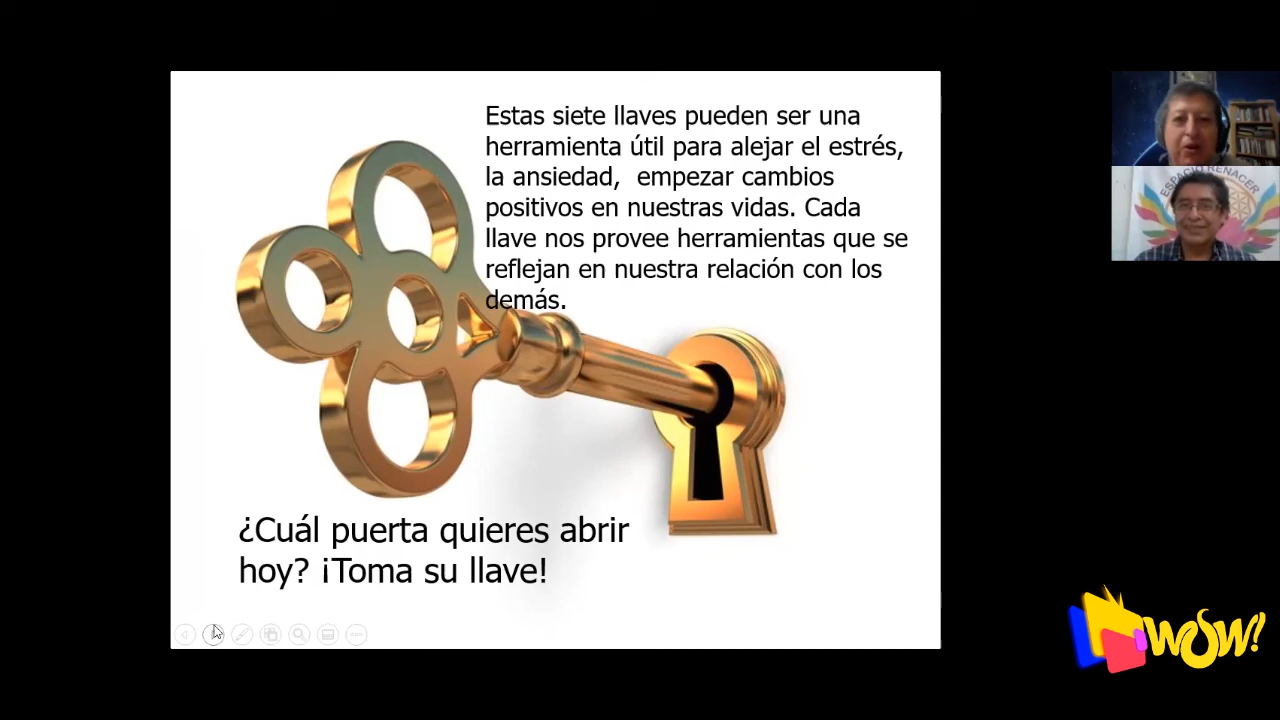 Estas siete llaves pueden ser una
herramienta útil para alejar el estrés,
la ansiedad,  empezar cambios
positivos en nuestras vidas. Cada
llave nos provee herramientas que se
reflejan en nuestra relación con los
demás.
¿Cuál puerta quieres abrir
hoy? ¡Toma su llave!
ESPACIO RENACER
WOW!